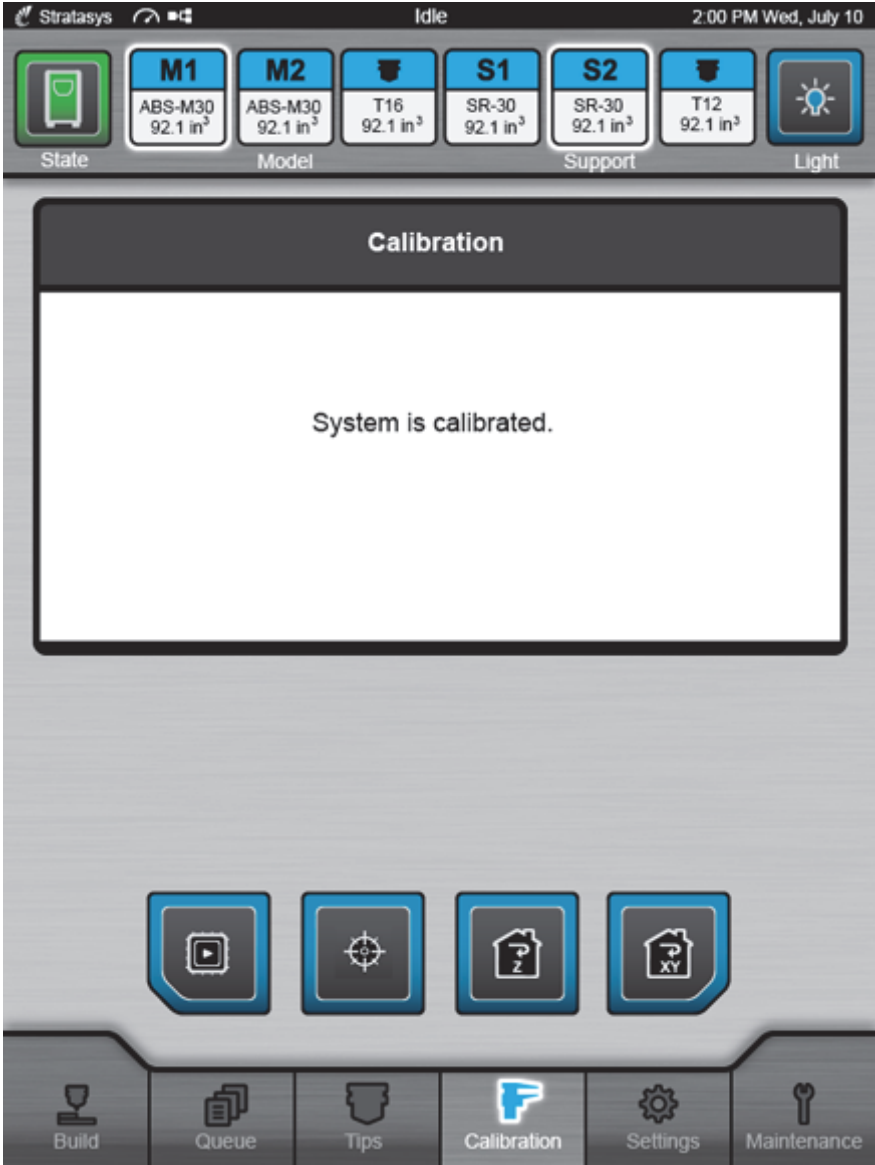 Stratasys Idle 2:00 PM Wed, July 10
M1 M2 S1 S2
ABS-M30 ABS-M30 T16 SR-30 SR-30 T12
92.1 in³ 92.1 in³ 92.1 in³ 92.1 in³ 92.1 in³ 92.1 in³
State Model Support Light
Calibration
System is calibrated.
Z XY
Build Queue Tips Calibration Settings Maintenance